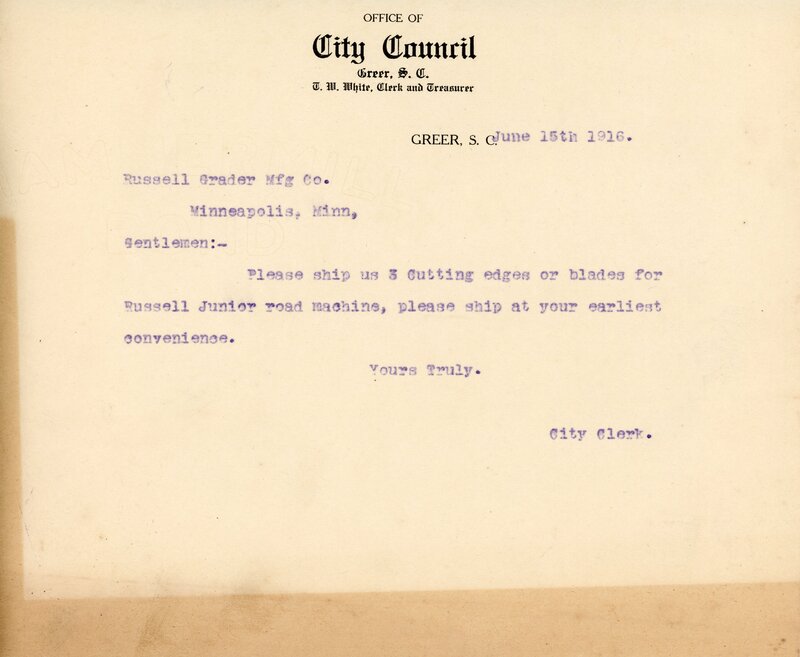 OFFICE OF
City Council
Greer, S. C.
T. W. White, Clerk and Treasurer
GREER, S. C. June 15th 1916.
Russell Grader Mfg Co.
Minneapolis, Minn,
Gentlemen:-
Please ship us 3 Cutting edges or blades for
Russell Junior road machine, please ship at your earliest
convenience.
Yours Truly.
City Clerk.